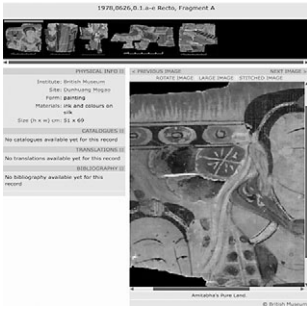 1978,0626,0.1.a-e Recto, Fragment A
PHYSICAL INFO
Institute: British Museum
Site: Dunhuang Mogao
Form: painting
Materials: ink and colours on
silk
Size (h x w) cm: 51 x 69
CATALOGUES
No catalogues available yet for this record
TRANSLATIONS
No translations available yet for this record
BIBLIOGRAPHY
No bibliography available yet for this
record
< PREVIOUS IMAGE NEXT IMAGE >
ROTATE IMAGE LARGE IMAGE STITCHED IMAGE
Amitabha's Pure Land.
© British Museum